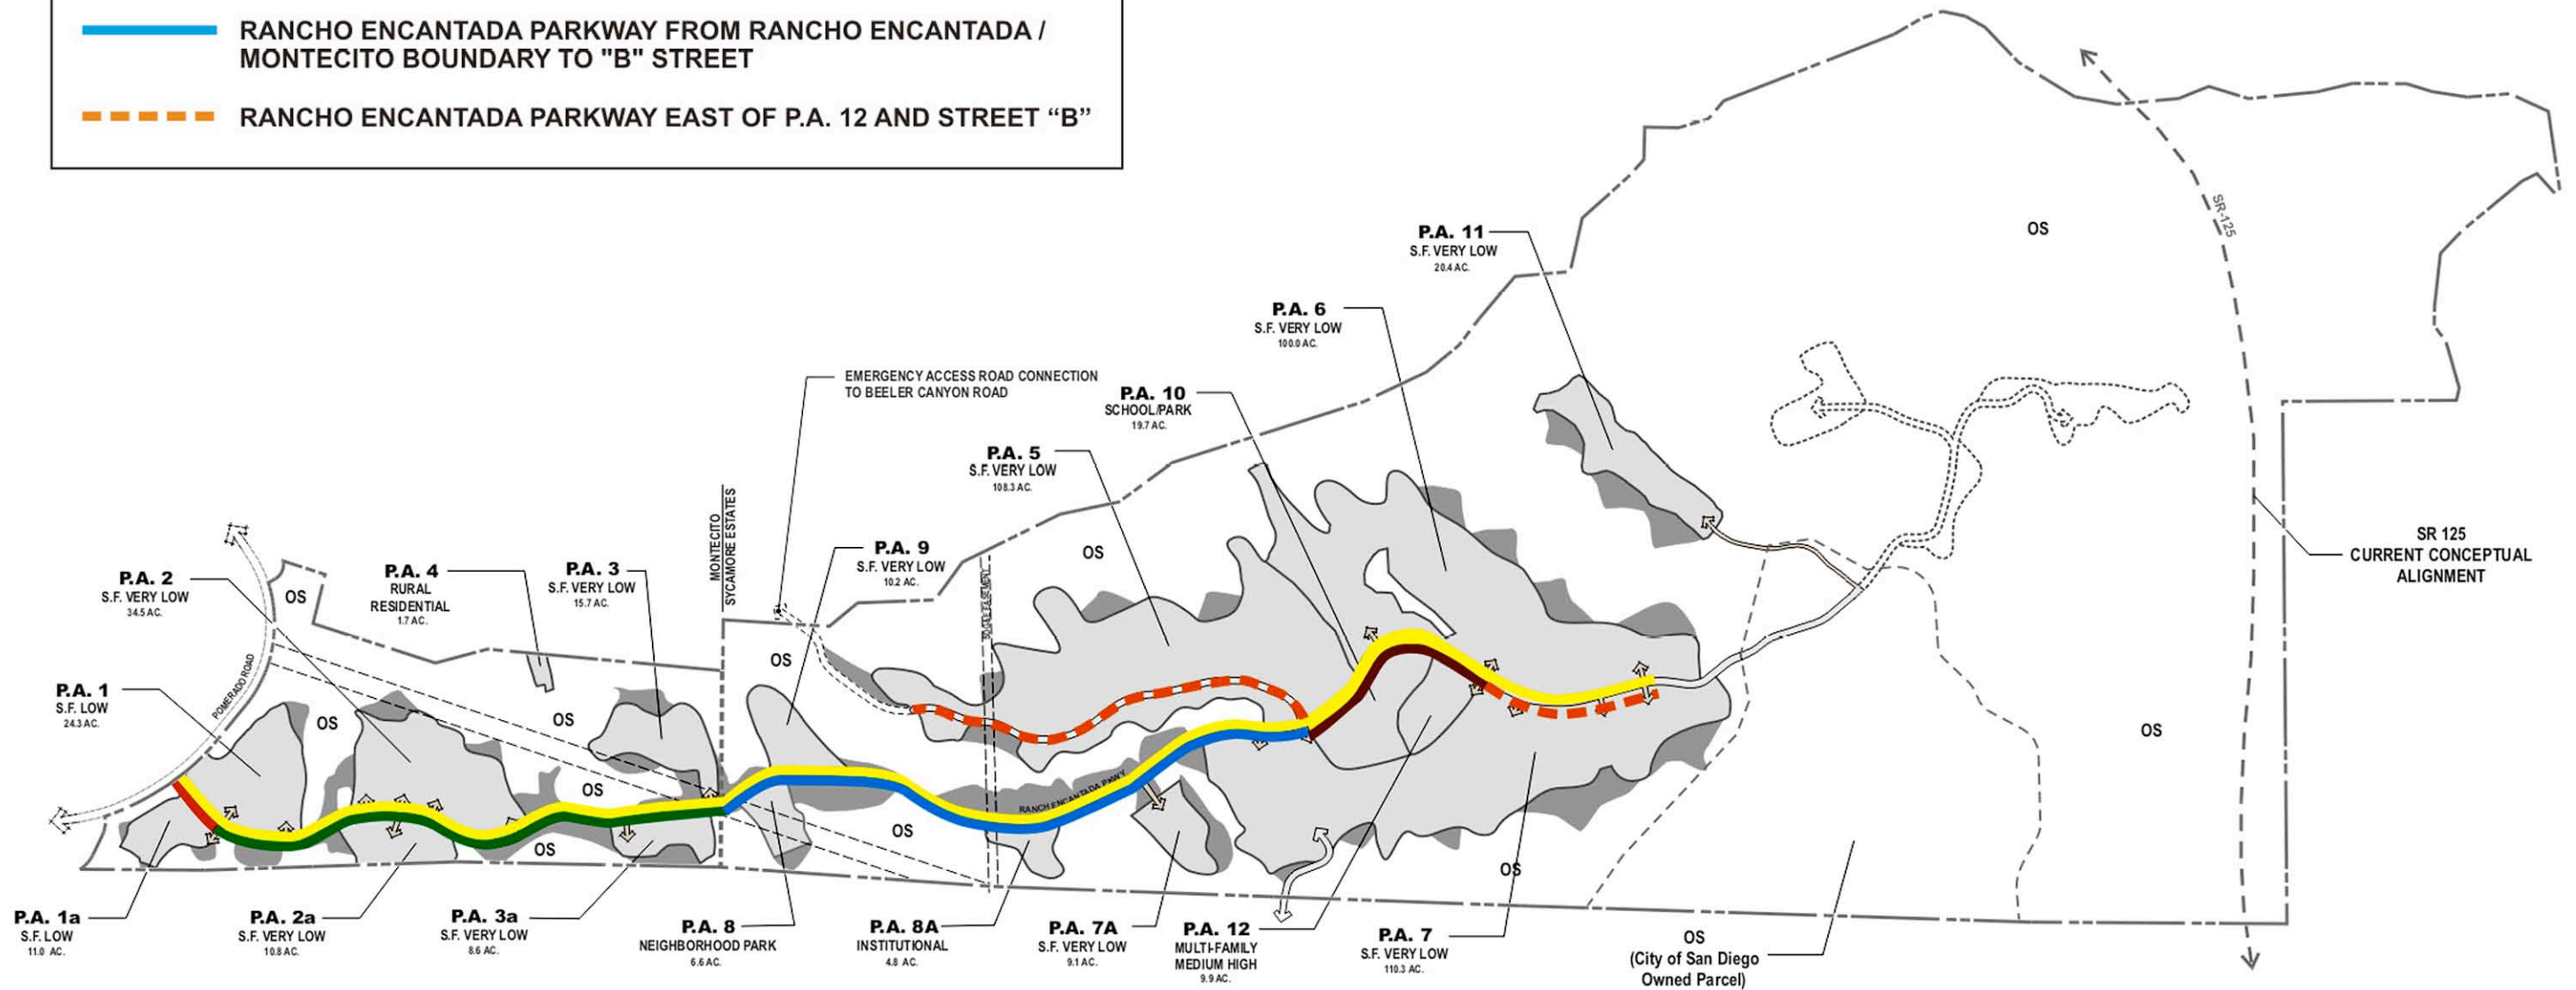 RANCHO ENCANTADA PARKWAY FROM RANCHO ENCANTADA /
MONTECITO BOUNDARY TO "B" STREET
RANCHO ENCANTADA PARKWAY EAST OF P.A. 12 AND STREET “B”
SR-125
OS
P.A. 11
S.F. VERY LOW
20.4 AC.
P.A. 6
S.F. VERY LOW
100.0 AC.
EMERGENCY ACCESS ROAD CONNECTION
TO BEELER CANYON ROAD
P.A. 10
SCHOOL/PARK
19.7 AC.
P.A. 5
S.F. VERY LOW
108.3 AC.
MONTECITO
SYCAMORE ESTATES
OS
P.A. 9
S.F. VERY LOW
10.2 AC.
SR 125
CURRENT CONCEPTUAL
ALIGNMENT
P.A. 2
S.F. VERY LOW
34.5 AC.
OS
P.A. 4
RURAL
RESIDENTIAL
1.7 AC.
P.A. 3
S.F. VERY LOW
15.7 AC.
POMERADO ROAD
OS
P.A. 1
S.F. LOW
24.3 AC.
OS
OS
OS
OS
RANCH ENCANTADA PKWY
OS
OS
OS
P.A. 1a
S.F. LOW
11.0 AC.
P.A. 2a
S.F. VERY LOW
10.8 AC.
P.A. 3a
S.F. VERY LOW
8.6 AC.
P.A. 8
NEIGHBORHOOD PARK
6.6 AC.
P.A. 8A
INSTITUTIONAL
4.8 AC.
P.A. 7A
S.F. VERY LOW
9.1 AC.
P.A. 12
MULTI-FAMILY
MEDIUM HIGH
9.9 AC.
P.A. 7
S.F. VERY LOW
110.3 AC.
OS
(City of San Diego
Owned Parcel)